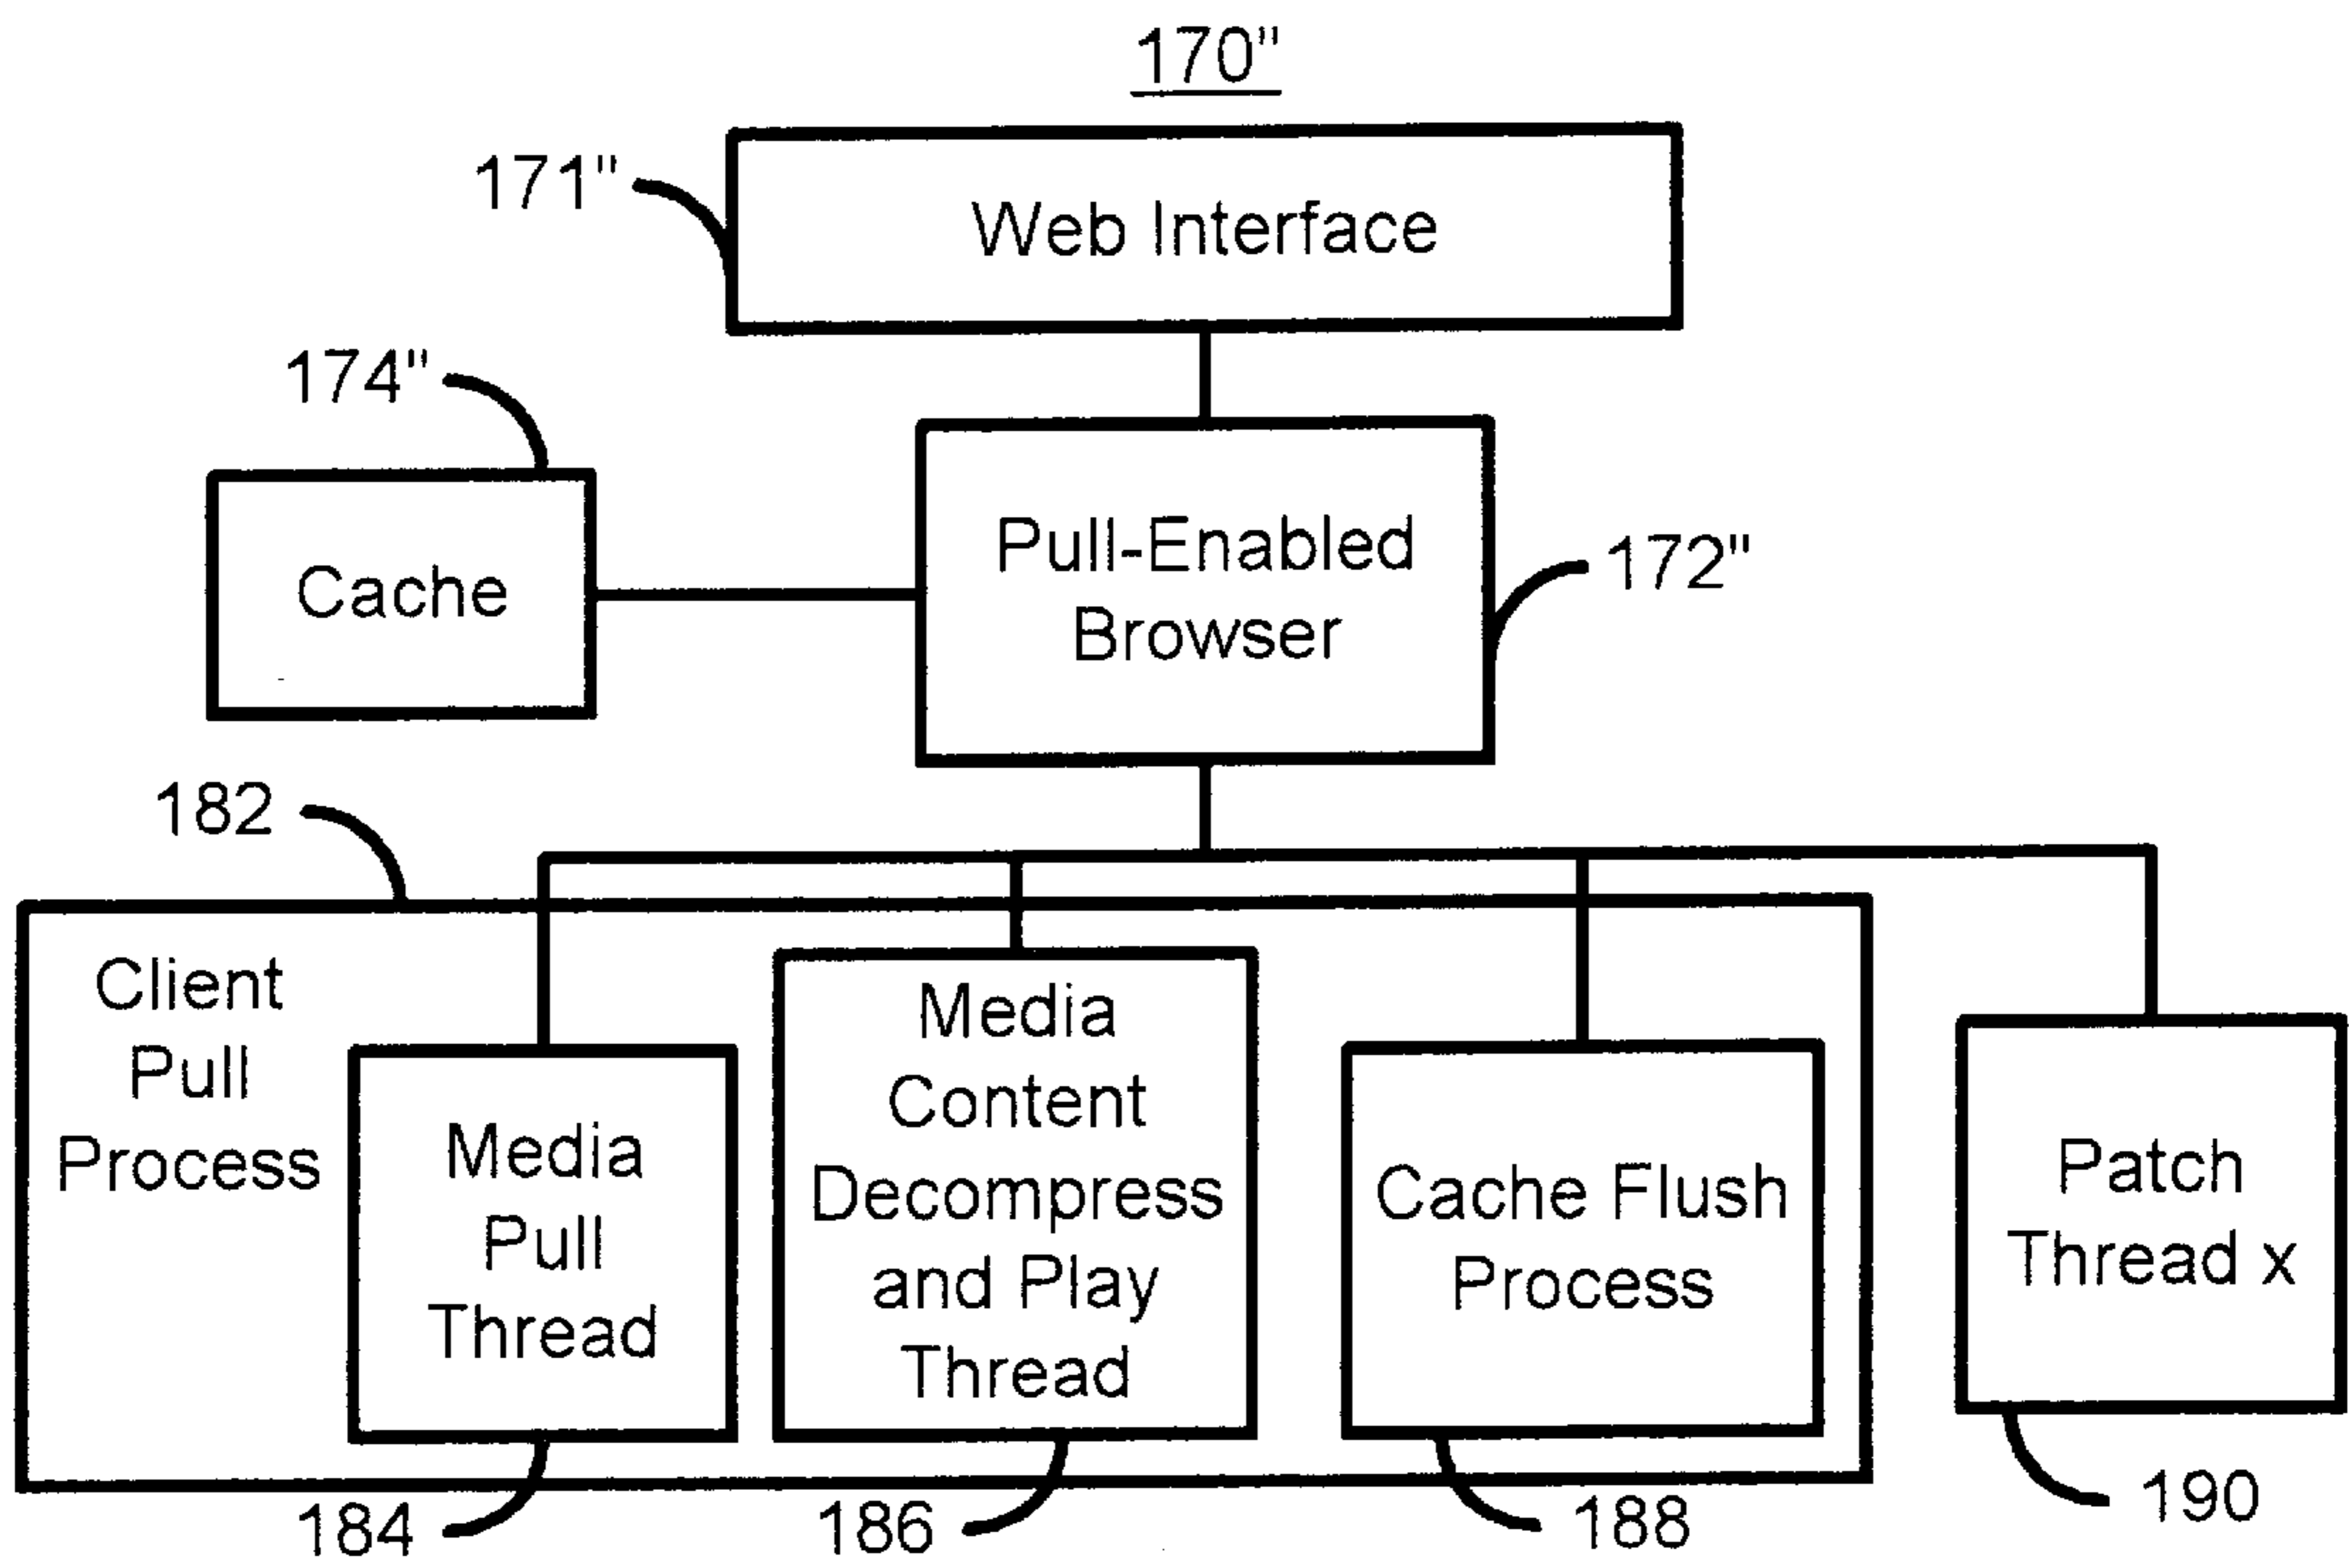 170"
171"
Web Interface
174"
Cache
Pull-Enabled
Browser
172"
182
Client
Pull
Process
Media
Pull
Thread
Media
Content
Decompress
and Play
Thread
Cache Flush
Process
Patch
Thread x
184
186
188
190